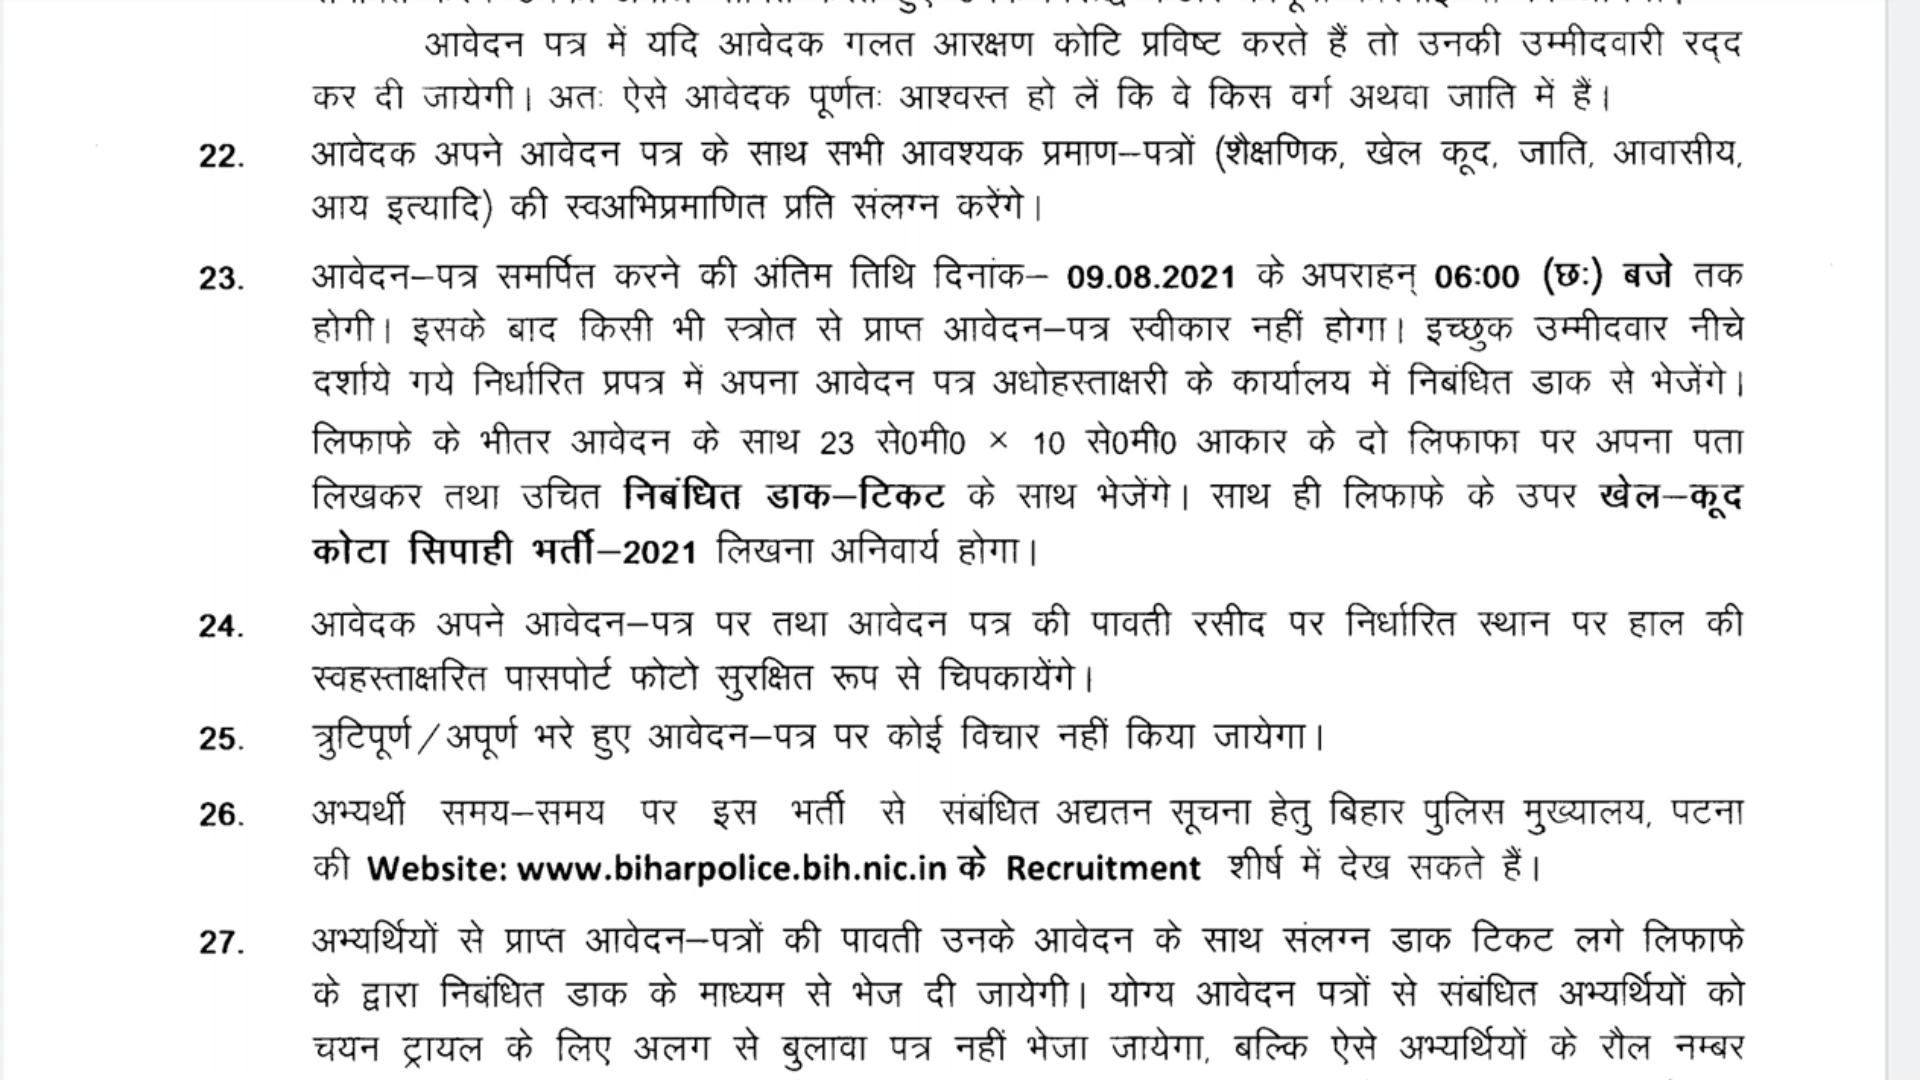 आवेदन पत्र में यदि आवेदक गलत आरक्षण कोटि प्रविष्ट करते हैं तो उनकी उम्मीदवारी रद्द
कर दी जायेगी। अतः ऐसे आवेदक पूर्णतः आश्वस्त हो लें कि वे किस वर्ग अथवा जाति में हैं।
22. आवेदक अपने आवेदन पत्र के साथ सभी आवश्यक प्रमाण–पत्रों (शैक्षणिक, खेल कूद, जाति, आवासीय,
आय इत्यादि) की स्वअभिप्रमाणित प्रति संलग्न करेंगे।
23. आवेदन–पत्र समर्पित करने की अंतिम तिथि दिनांक– 09.08.2021 के अपराहन् 06:00 (छः) बजे तक
होगी। इसके बाद किसी भी स्त्रोत से प्राप्त आवेदन–पत्र स्वीकार नहीं होगा। इच्छुक उम्मीदवार नीचे
दर्शाये गये निर्धारित प्रपत्र में अपना आवेदन पत्र अधोहस्ताक्षरी के कार्यालय में निबंधित डाक से भेजेंगे।
लिफाफे के भीतर आवेदन के साथ 23 से0मी0 × 10 से0मी0 आकार के दो लिफाफा पर अपना पता
लिखकर तथा उचित निबंधित डाक–टिकट के साथ भेजेंगे। साथ ही लिफाफे के उपर खेल–कूद
कोटा सिपाही भर्ती–2021 लिखना अनिवार्य होगा।
24. आवेदक अपने आवेदन–पत्र पर तथा आवेदन पत्र की पावती रसीद पर निर्धारित स्थान पर हाल की
स्वहस्ताक्षरित पासपोर्ट फोटो सुरक्षित रूप से चिपकायेंगे।
25. त्रुटिपूर्ण/अपूर्ण भरे हुए आवेदन–पत्र पर कोई विचार नहीं किया जायेगा।
26. अभ्यर्थी समय–समय पर इस भर्ती से संबंधित अद्यतन सूचना हेतु बिहार पुलिस मुख्यालय, पटना
की Website: www.biharpolice.bih.nic.in के Recruitment शीर्ष में देख सकते हैं।
27. अभ्यर्थियों से प्राप्त आवेदन–पत्रों की पावती उनके आवेदन के साथ संलग्न डाक टिकट लगे लिफाफे
के द्वारा निबंधित डाक के माध्यम से भेज दी जायेगी। योग्य आवेदन पत्रों से संबंधित अभ्यर्थियों को
चयन ट्रायल के लिए अलग से बुलावा पत्र नहीं भेजा जायेगा, बल्कि ऐसे अभ्यर्थियों के रौल नम्बर